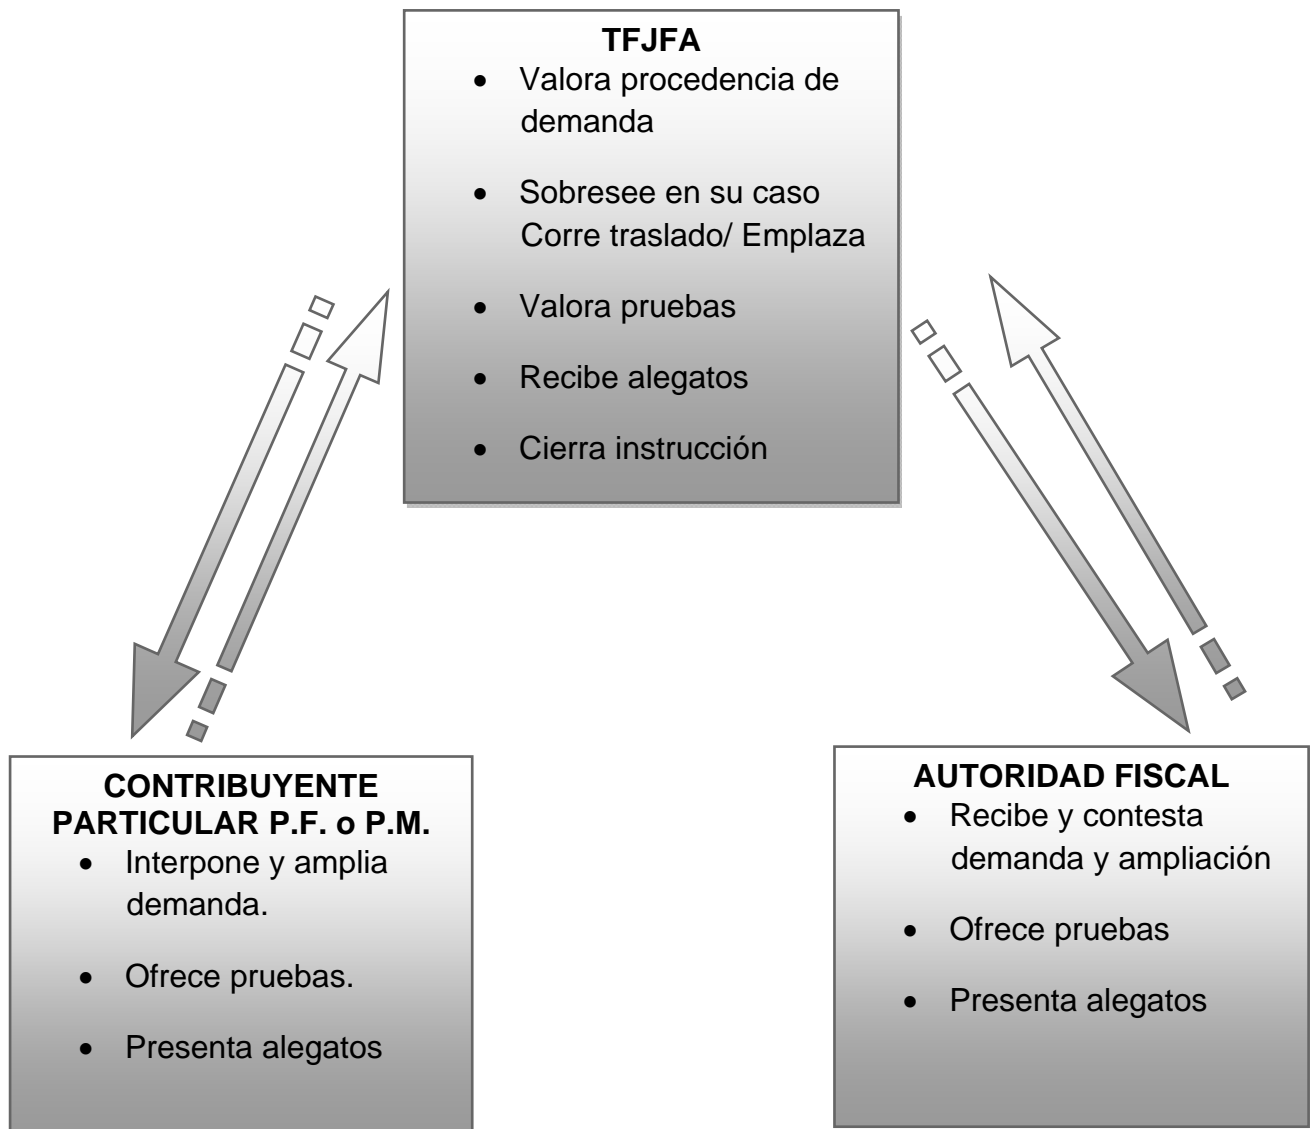 TFJFA
• Valora procedencia de
demanda
• Sobresee en su caso
Corre traslado/ Emplaza
• Valora pruebas
• Recibe alegatos
• Cierra instrucción
CONTRIBUYENTE
PARTICULAR P.F. o P.M.
• Interpone y amplia
demanda.
• Ofrece pruebas.
• Presenta alegatos
AUTORIDAD FISCAL
• Recibe y contesta
demanda y ampliación
• Ofrece pruebas
• Presenta alegatos